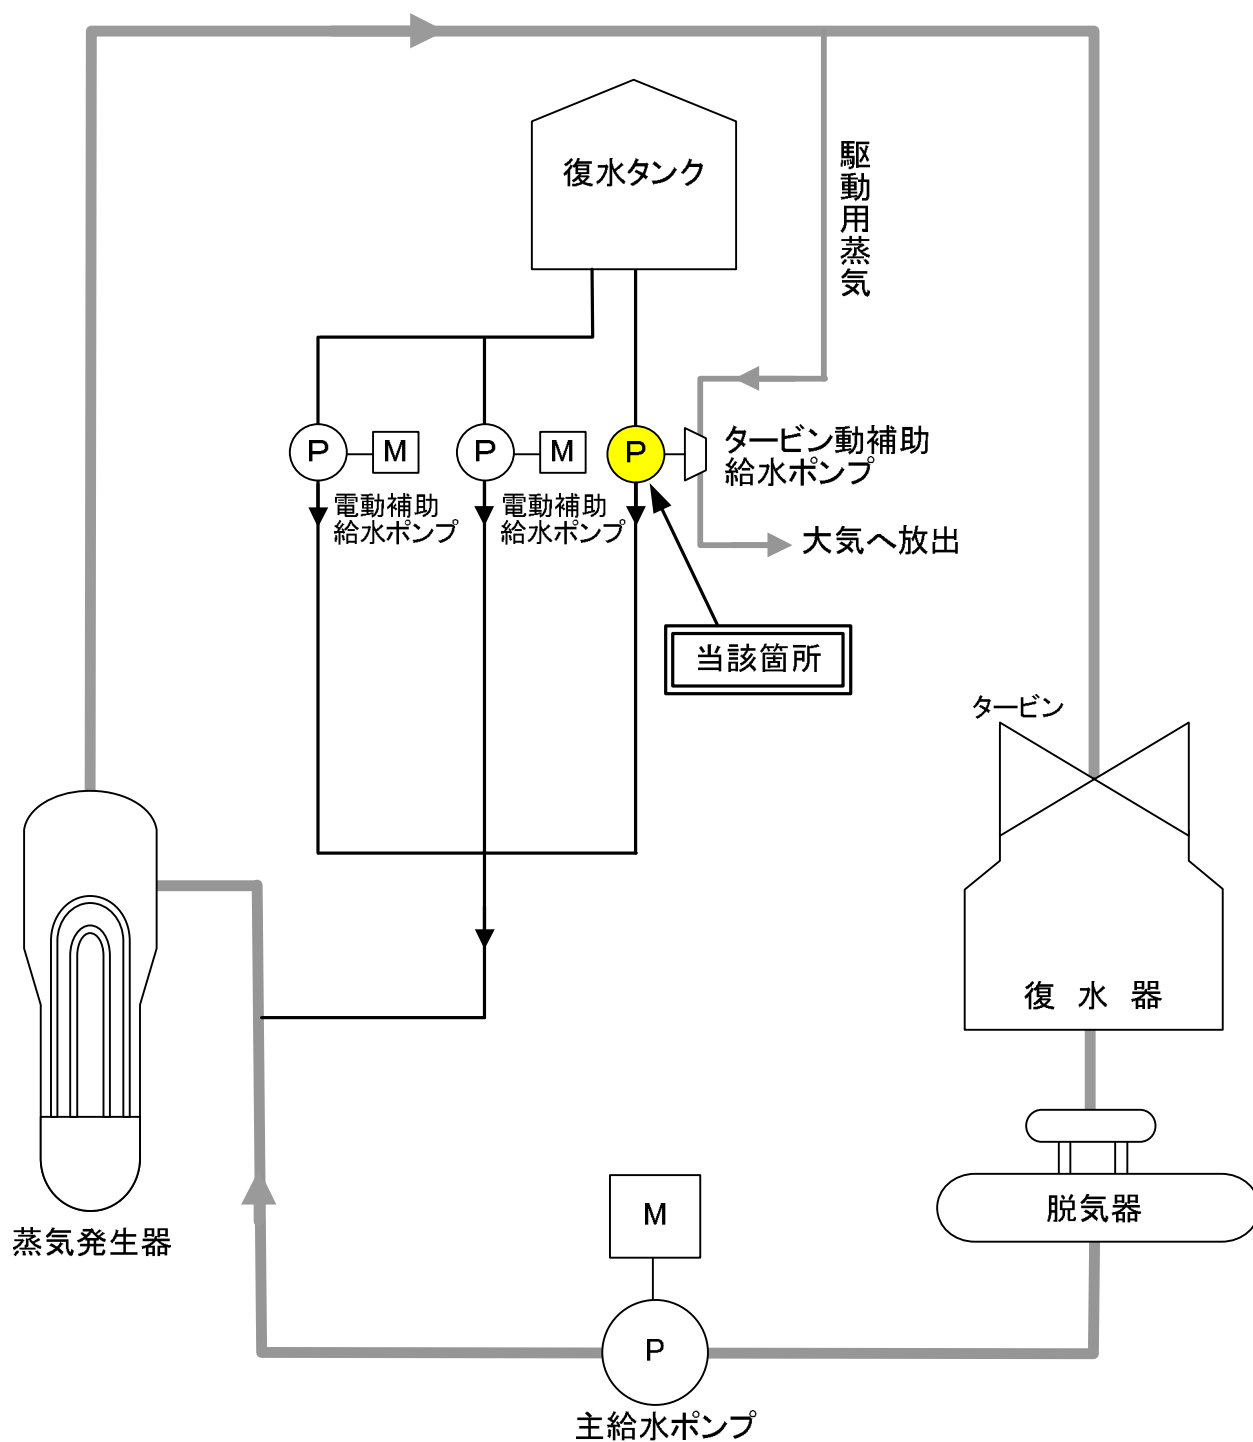 復水タンク
駆動用蒸気
P
M
P
M
P
タービン動補助
給水ポンプ
電動補助
給水ポンプ
電動補助
給水ポンプ
大気へ放出
当該箇所
タービン
復水器
脱気器
M
蒸気発生器
P
主給水ポンプ